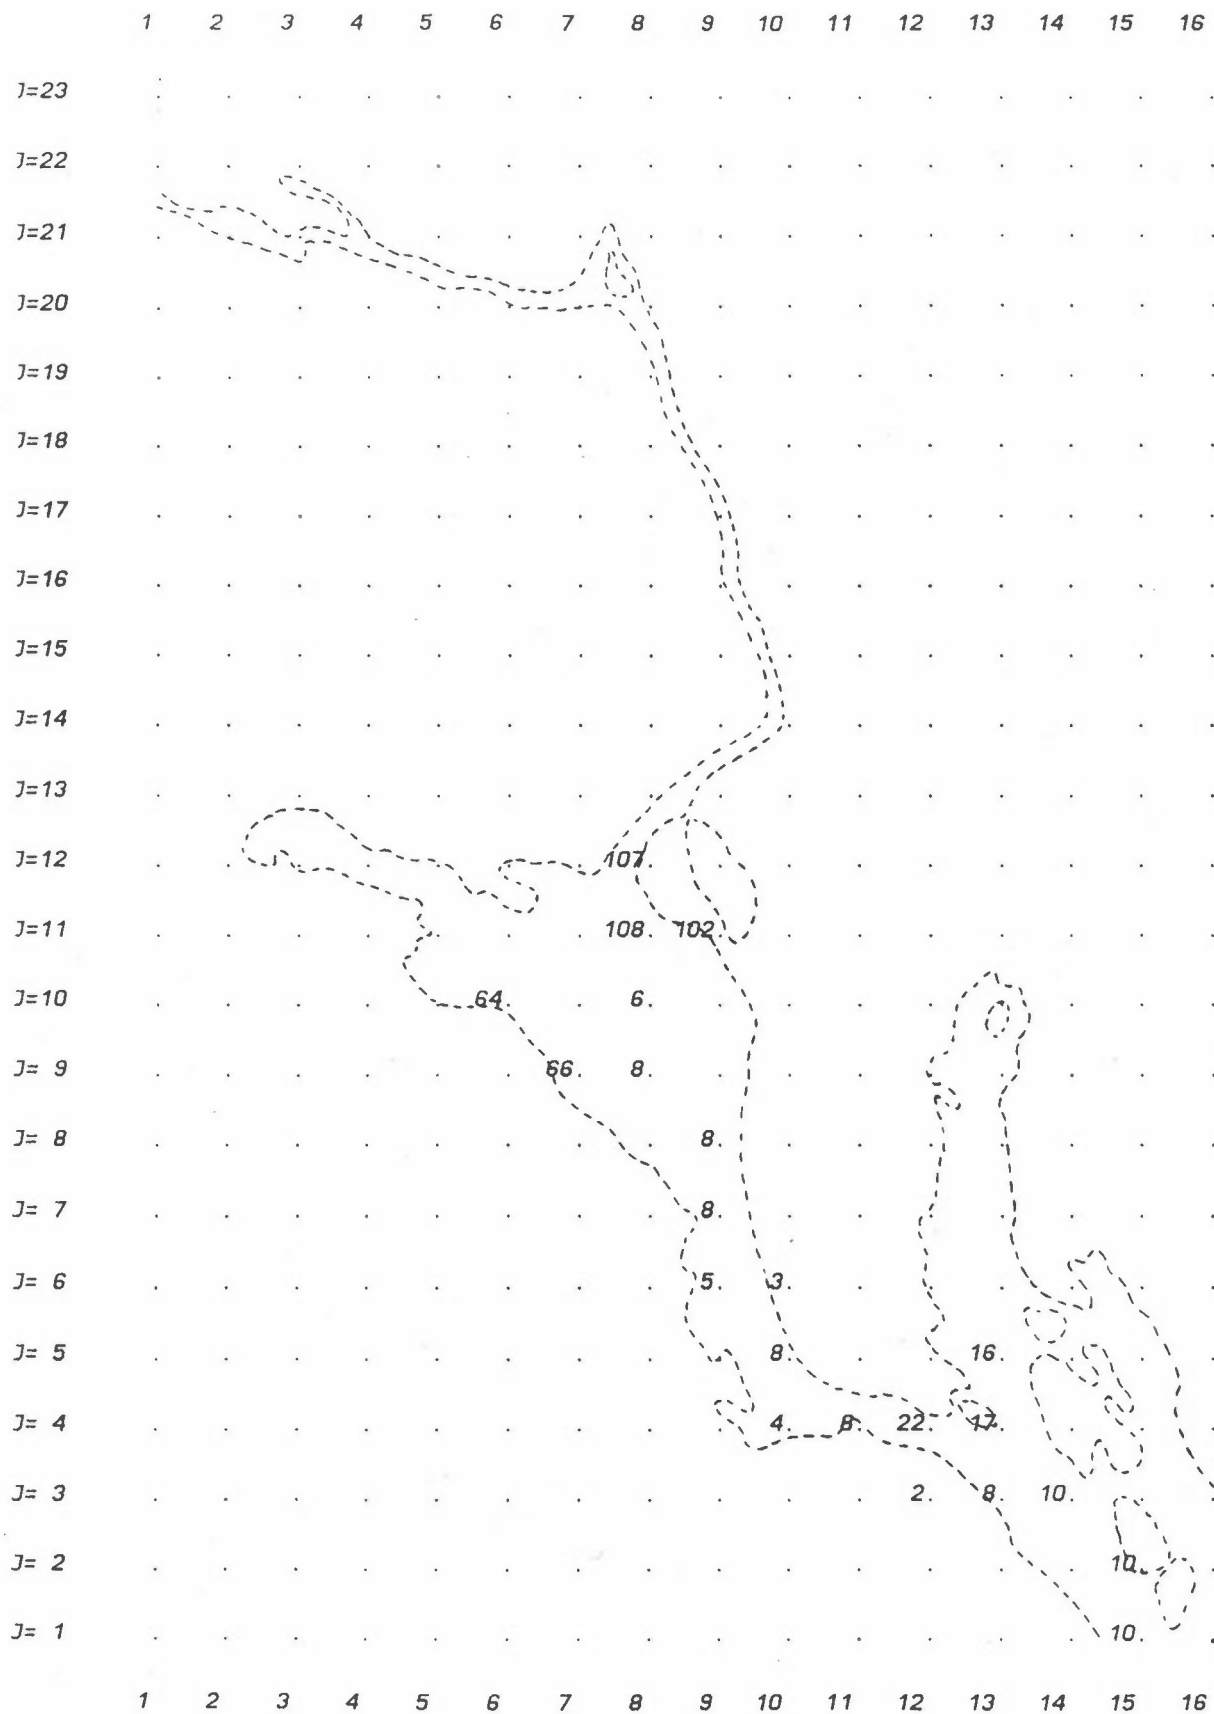 1 2 3 4 5 6 7 8 9 10 11 12 13 14 15 16
J=23
J=22
J=21
J=20
J=19
J=18
J=17
J=16
J=15
J=14
J=13
J=12 107
J=11 108 102
J=10 64 6
J= 9 66 8
J= 8 8
J= 7 8
J= 6 5 3
J= 5 8 16
J= 4 4 8 22 17
J= 3 2 8 10
J= 2 10
J= 1 10
1 2 3 4 5 6 7 8 9 10 11 12 13 14 15 16